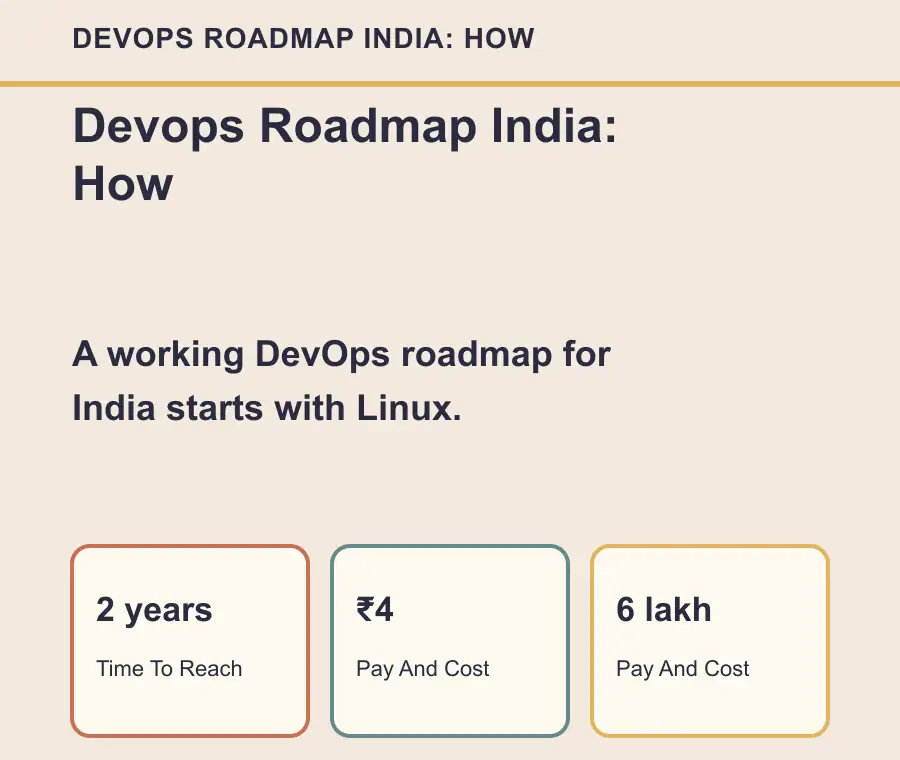 DEVOPS ROADMAP INDIA: HOW
Devops Roadmap India:
How
A working DevOps roadmap for
India starts with Linux.
2 years
Time To Reach
₹4
Pay And Cost
6 lakh
Pay And Cost